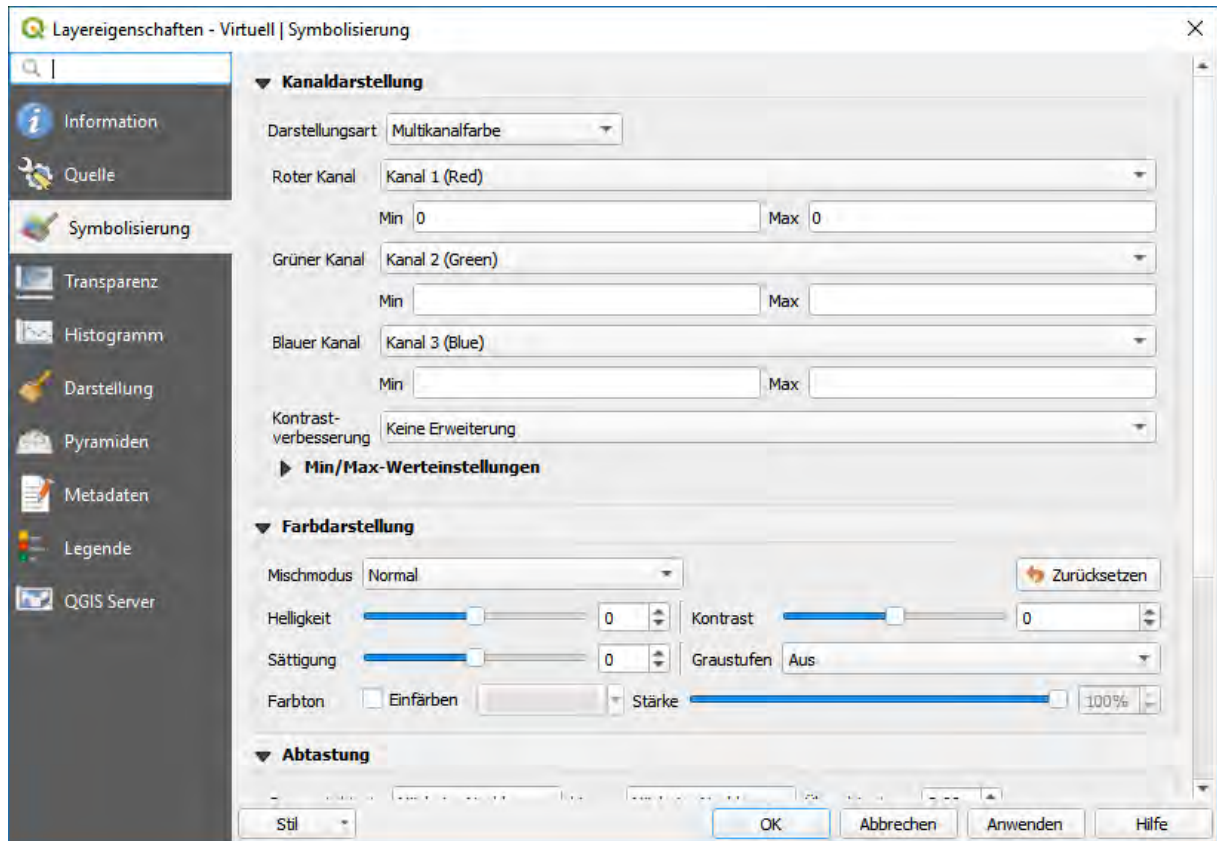 Layereigenschaften - Virtuell | Symbolisierung
Information
Quelle
Symbolisierung
Transparenz
Histogramm
Darstellung
Pyramiden
Metadaten
Legende
QGIS Server
Kanaldarstellung
Darstellungsart Multikanalfarbe
Roter Kanal Kanal 1 (Red)
Min 0 Max 0
Grüner Kanal Kanal 2 (Green)
Min Max
Blauer Kanal Kanal 3 (Blue)
Min Max
Kontrast-
verbesserung Keine Erweiterung
Min/Max-Werteinstellungen
Farbdarstellung
Mischmodus Normal Zurücksetzen
Helligkeit 0 Kontrast 0
Sättigung 0 Graustufen Aus
Farbton Einfärben Stärke 100%
Abtastung
Stil OK Abbrechen Anwenden Hilfe